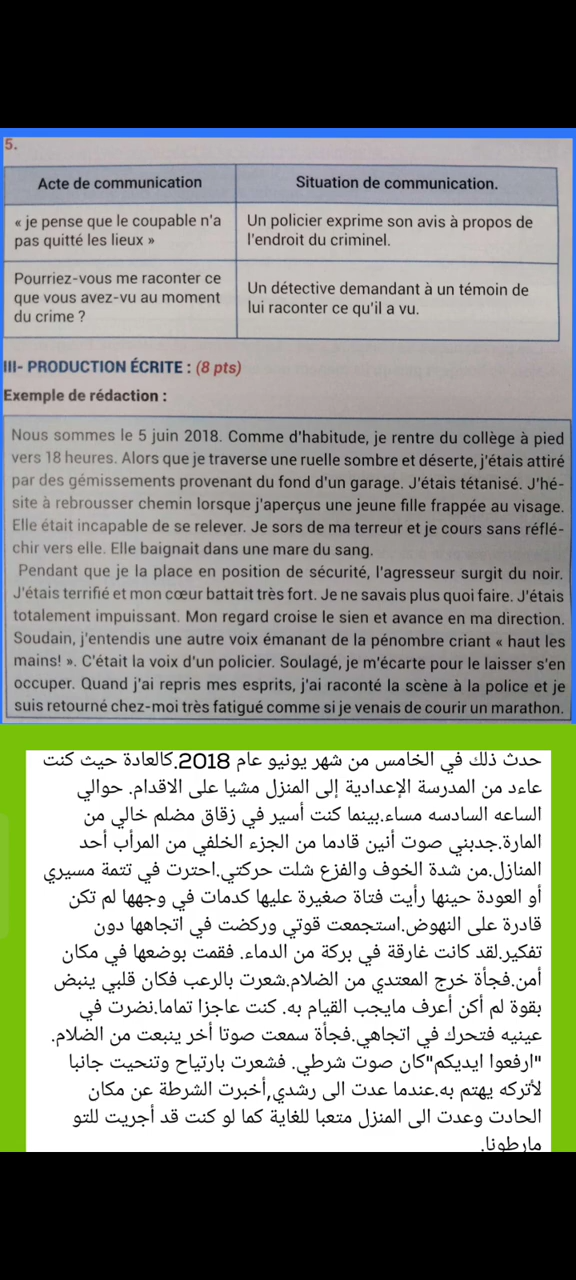 5.
Acte de communication
Situation de communication.
« je pense que le coupable n'a
pas quitté les lieux »
Un policier exprime son avis à propos de
l'endroit du criminel.
Pourriez-vous me raconter ce
que vous avez-vu au moment
du crime ?
Un détective demandant à un témoin de
lui raconter ce qu'il a vu.
III- PRODUCTION ÉCRITE : (8 pts)
Exemple de rédaction :
Nous sommes le 5 juin 2018. Comme d'habitude, je rentre du collège à pied
vers 18 heures. Alors que je traverse une ruelle sombre et déserte, j'étais attiré
par des gémissements provenant du fond d'un garage. J'étais tétanisé. J'hé-
site à rebrousser chemin lorsque j'aperçus une jeune fille frappée au visage.
Elle était incapable de se relever. Je sors de ma terreur et je cours sans réflé-
chir vers elle. Elle baignait dans une mare du sang.
Pendant que je la place en position de sécurité, l'agresseur surgit du noir.
J'étais terrifié et mon cœur battait très fort. Je ne savais plus quoi faire. J'étais
totalement impuissant. Mon regard croise le sien et avance en ma direction.
Soudain, j'entendis une autre voix émanant de la pénombre criant « haut les
mains! ». C'était la voix d'un policier. Soulagé, je m'écarte pour le laisser s'en
occuper. Quand j'ai repris mes esprits, j'ai raconté la scène à la police et je
suis retourné chez-moi très fatigué comme si je venais de courir un marathon.
حدث ذلك في الخامس من شهر يونيو عام 2018.كالعادة حيث كنت
عاءد من المدرسة الإعدادية إلى المنزل مشيا على الاقدام. حوالي
الساعه السادسه مساء.بينما كنت أسير في زقاق مضلم خالي من
المارة.جدبني صوت أنين قادما من الجزء الخلفي من المرأب أحد
المنازل.من شدة الخوف والفزع شلت حركتي.احترت في تتمة مسيري
أو العودة حينها رأيت فتاة صغيرة عليها كدمات في وجهها لم تكن
قادرة على النهوض.استجمعت قوتي وركضت في اتجاهها دون
تفكير.لقد كانت غارقة في بركة من الدماء. فقمت بوضعها في مكان
أمن.فجأة خرج المعتدي من الضلام.شعرت بالرعب فكان قلبي ينبض
بقوة لم أكن أعرف مايجب القيام به. كنت عاجزا تماما.نضرت في
عينيه فتحرك في اتجاهي.فجأة سمعت صوتا أخر ينبعت من الضلام.
"ارفعوا ايديكم"كان صوت شرطي. فشعرت بارتياح وتنحيت جانبا
لأتركه يهتم به.عندما عدت الى رشدي,أخبرت الشرطة عن مكان
الحادت وعدت الى المنزل متعبا للغاية كما لو كنت قد أجريت للتو
مارطونا.